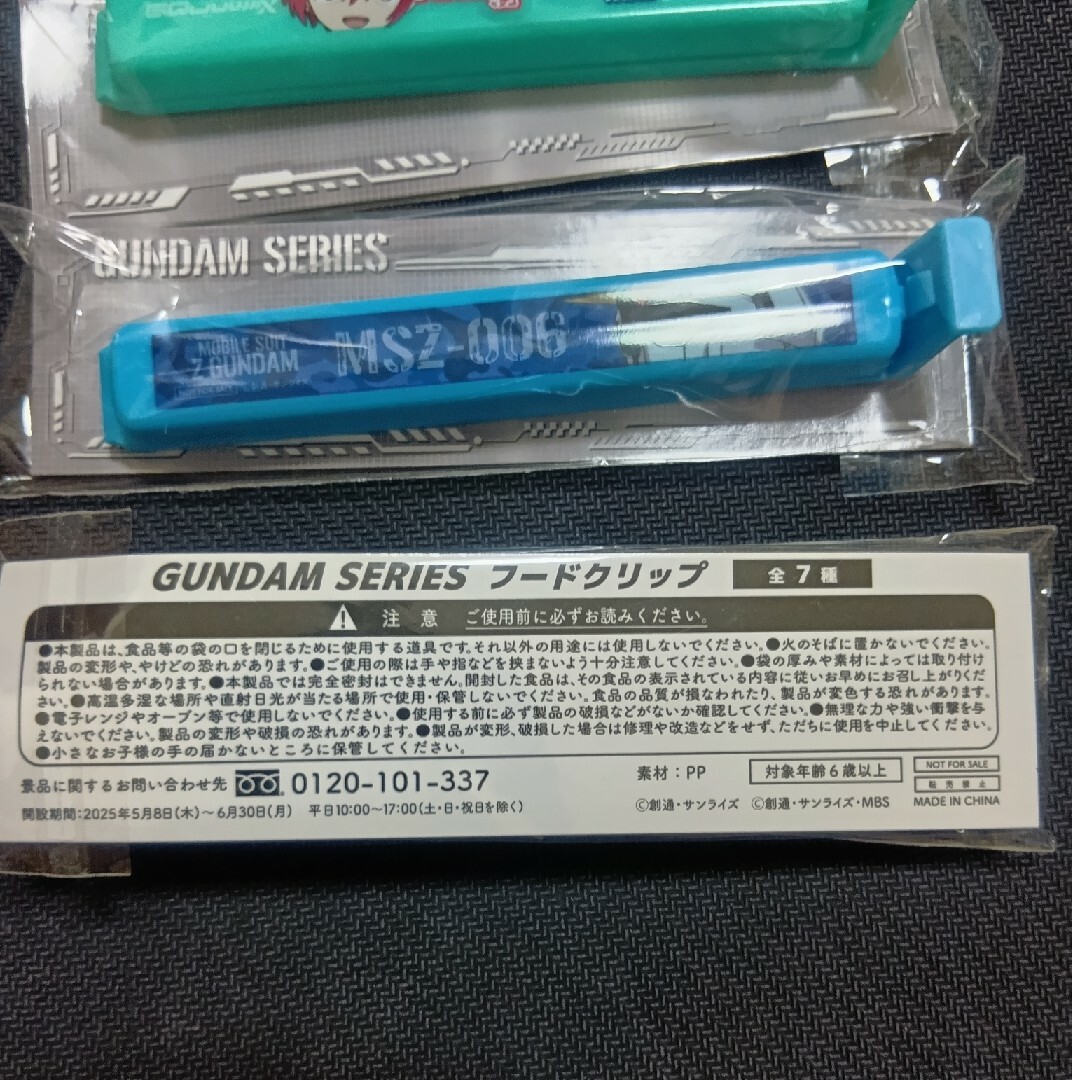 GQuuuuuuX
GUNDAM SERIES
MOBILE SUIT
Z GUNDAM
MSZ-006
GUNDAM SERIES フードクリップ 全7種
注意 ご使用前に必ずお読みください。
●本製品は、食品等の袋の口を閉じるために使用する道具です。それ以外の用途には使用しないでください。●火のそばに置かないでください。
製品の変形や、やけどの恐れがあります。●ご使用の際は手や指などを挟まないよう十分注意してください。●袋の厚みや素材によっては取り付け
られない場合があります。●本製品では完全密封はできません。開封した食品は、その食品の表示されている内容に従いお早めにお召し上がりくだ
さい。●高温多湿な場所や直射日光が当たる場所で使用・保管しないでください。食品の品質が損なわれたり、製品が変色する恐れがあります。
●電子レンジやオーブン等で使用しないでください。●使用する前に必ず製品の破損などがないか確認してください。●無理な力や強い衝撃を与
えないでください。製品の変形や破損の恐れがあります。●製品が変形、破損した場合は修理や改造などをせず、ただちに使用を中止してください。
●小さなお子様の手の届かないところに保管してください。
景品に関するお問い合わせ先 0120-101-337
開設期間：2025年5月8日(木)～6月30日(月) 平日10:00～17:00(土・日・祝日を除く)
素材：PP
対象年齢6歳以上
©創通・サンライズ ©創通・サンライズ・MBS
NOT FOR SALE
転売禁止
MADE IN CHINA